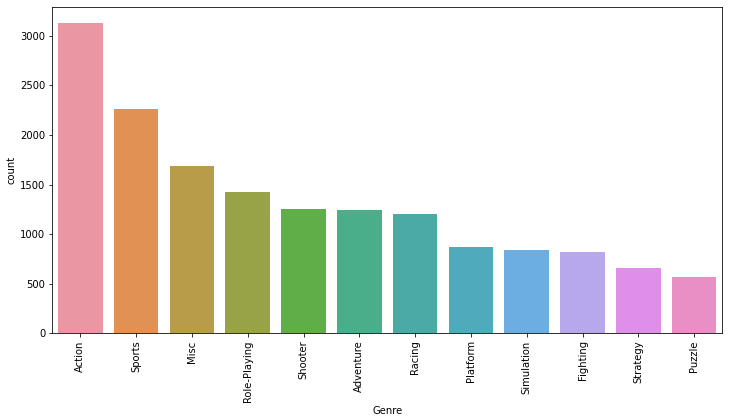 3000
2500
2000
1500
1000
500
0
count
Action
Sports
Misc
Role-Playing
Shooter
Adventure
Racing
Platform
Simulation
Fighting
Strategy
Puzzle
Genre